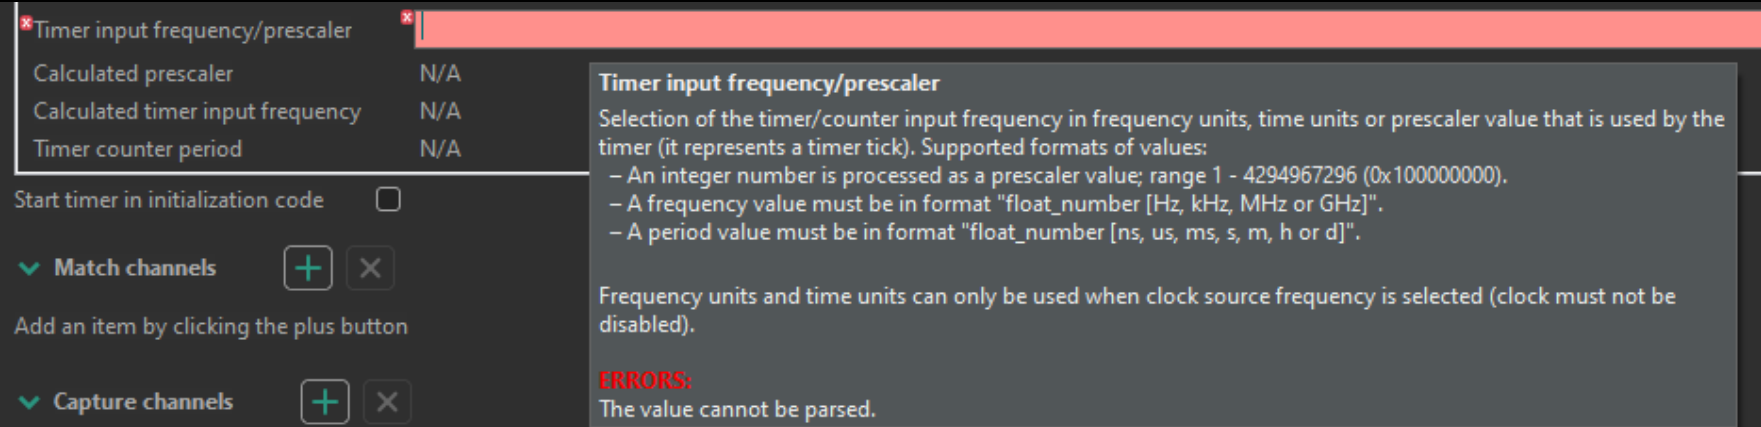 Timer input frequency/prescaler
Calculated prescaler N/A
Calculated timer input frequency N/A
Timer counter period N/A
Start timer in initialization code
Match channels
Add an item by clicking the plus button
Capture channels
Timer input frequency/prescaler
Selection of the timer/counter input frequency in frequency units, time units or prescaler value that is used by the
timer (it represents a timer tick). Supported formats of values:
– An integer number is processed as a prescaler value; range 1 - 4294967296 (0x100000000).
– A frequency value must be in format "float_number [Hz, kHz, MHz or GHz]".
– A period value must be in format "float_number [ns, us, ms, s, m, h or d]".
Frequency units and time units can only be used when clock source frequency is selected (clock must not be
disabled).
ERRORS:
The value cannot be parsed.